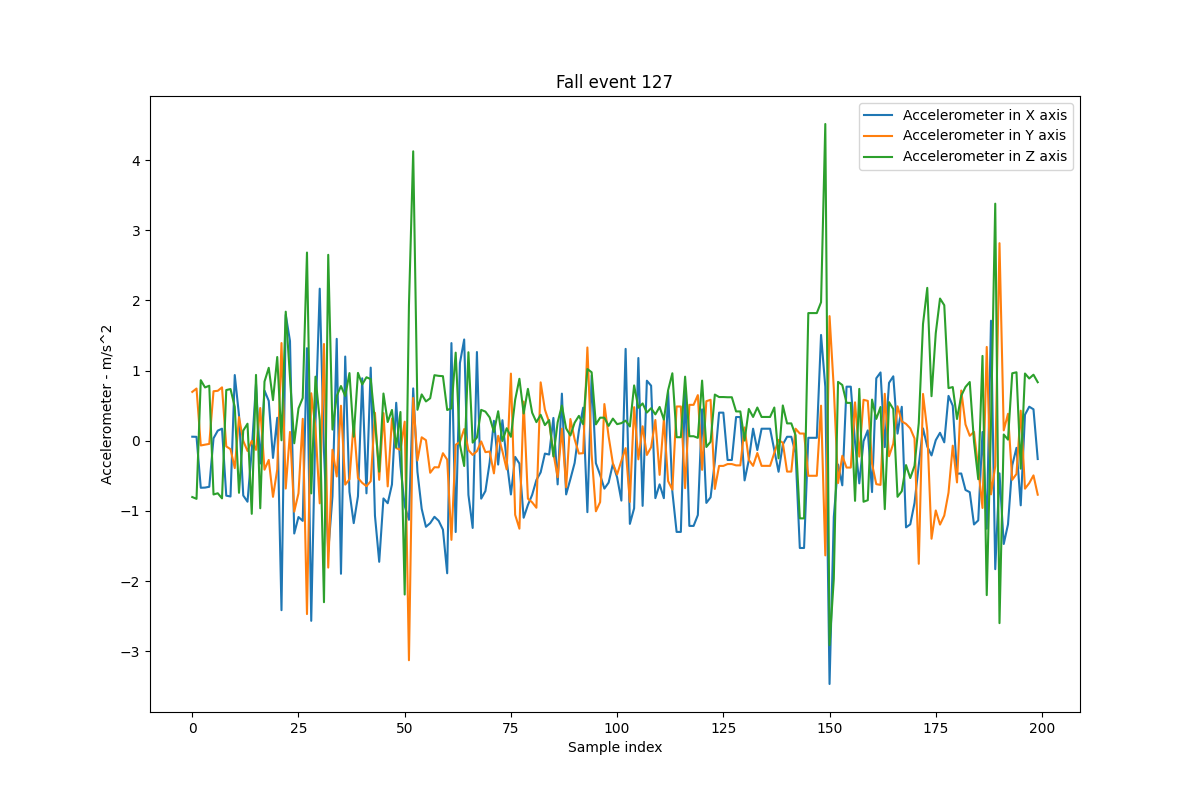 Fall event 127
Accelerometer in X axis
Accelerometer in Y axis
Accelerometer in Z axis
Accelerometer - m/s^2
4
3
2
1
0
−1
−2
−3
0 25 50 75 100 125 150 175 200
Sample index